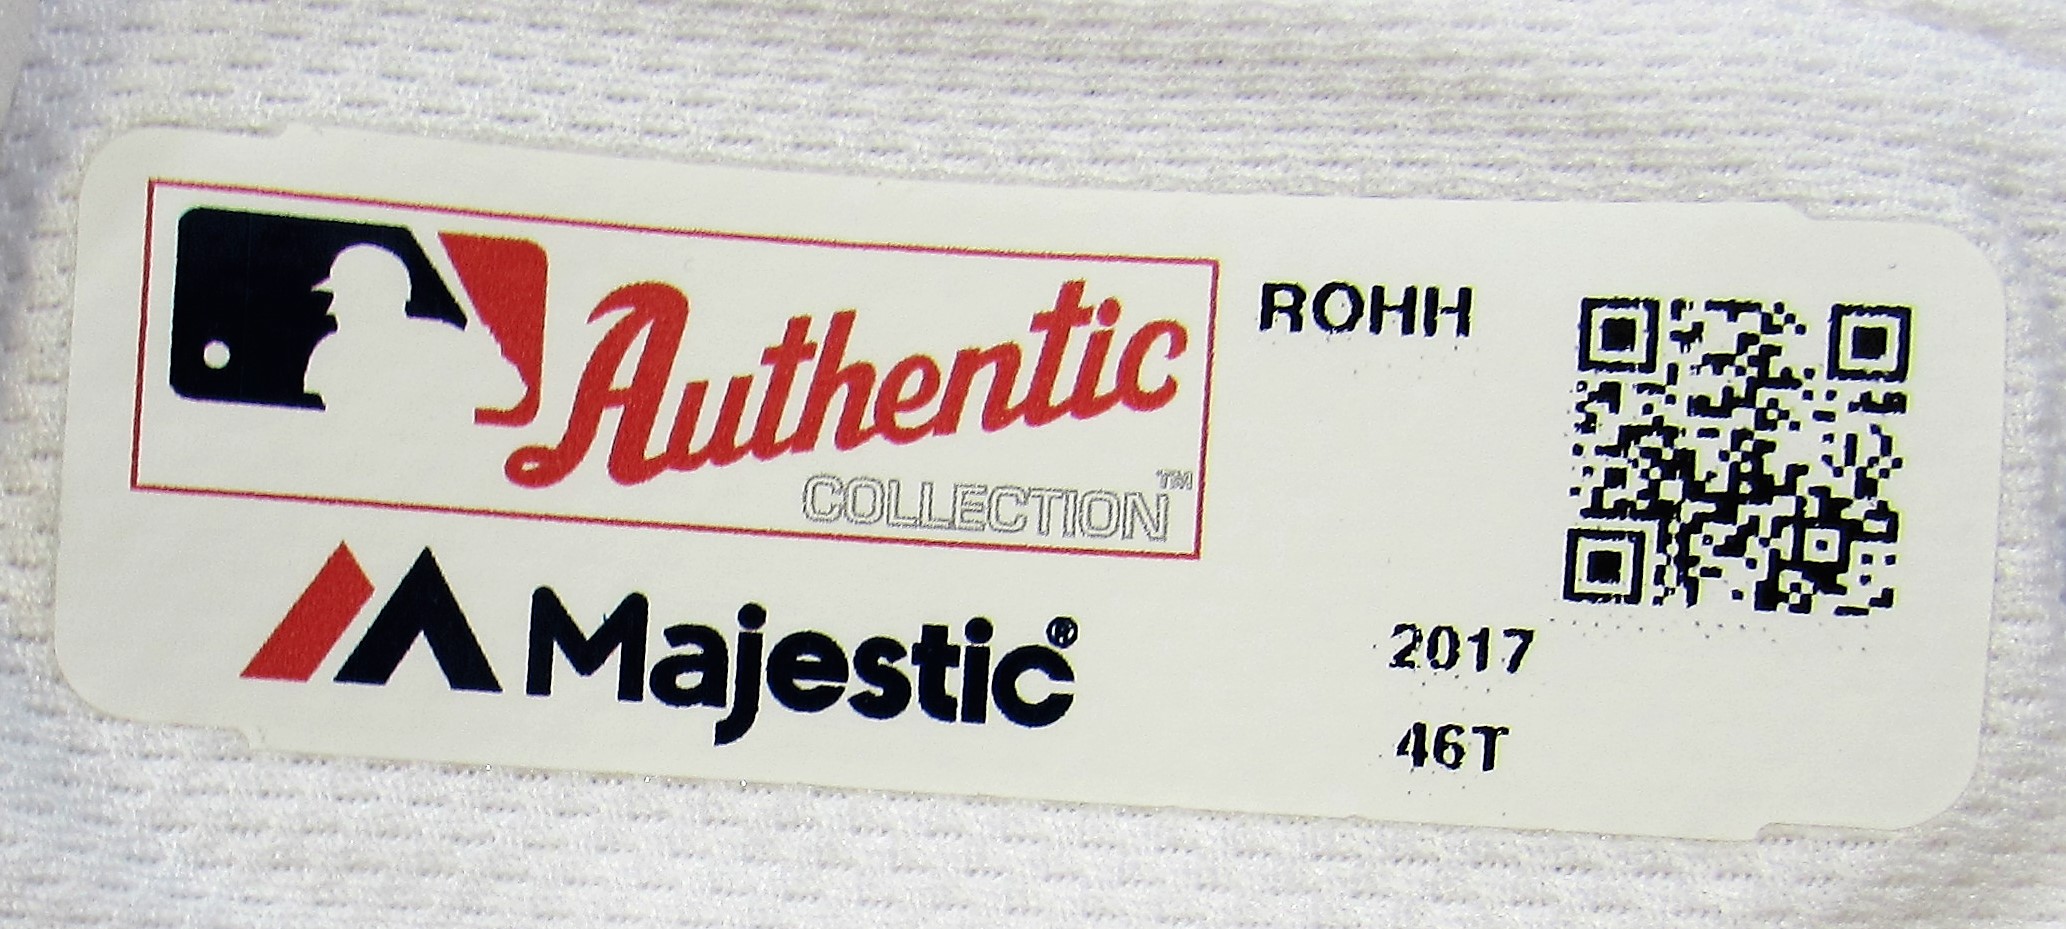 Authentic
COLLECTION™
Majestic®
ROHH
2017
46T